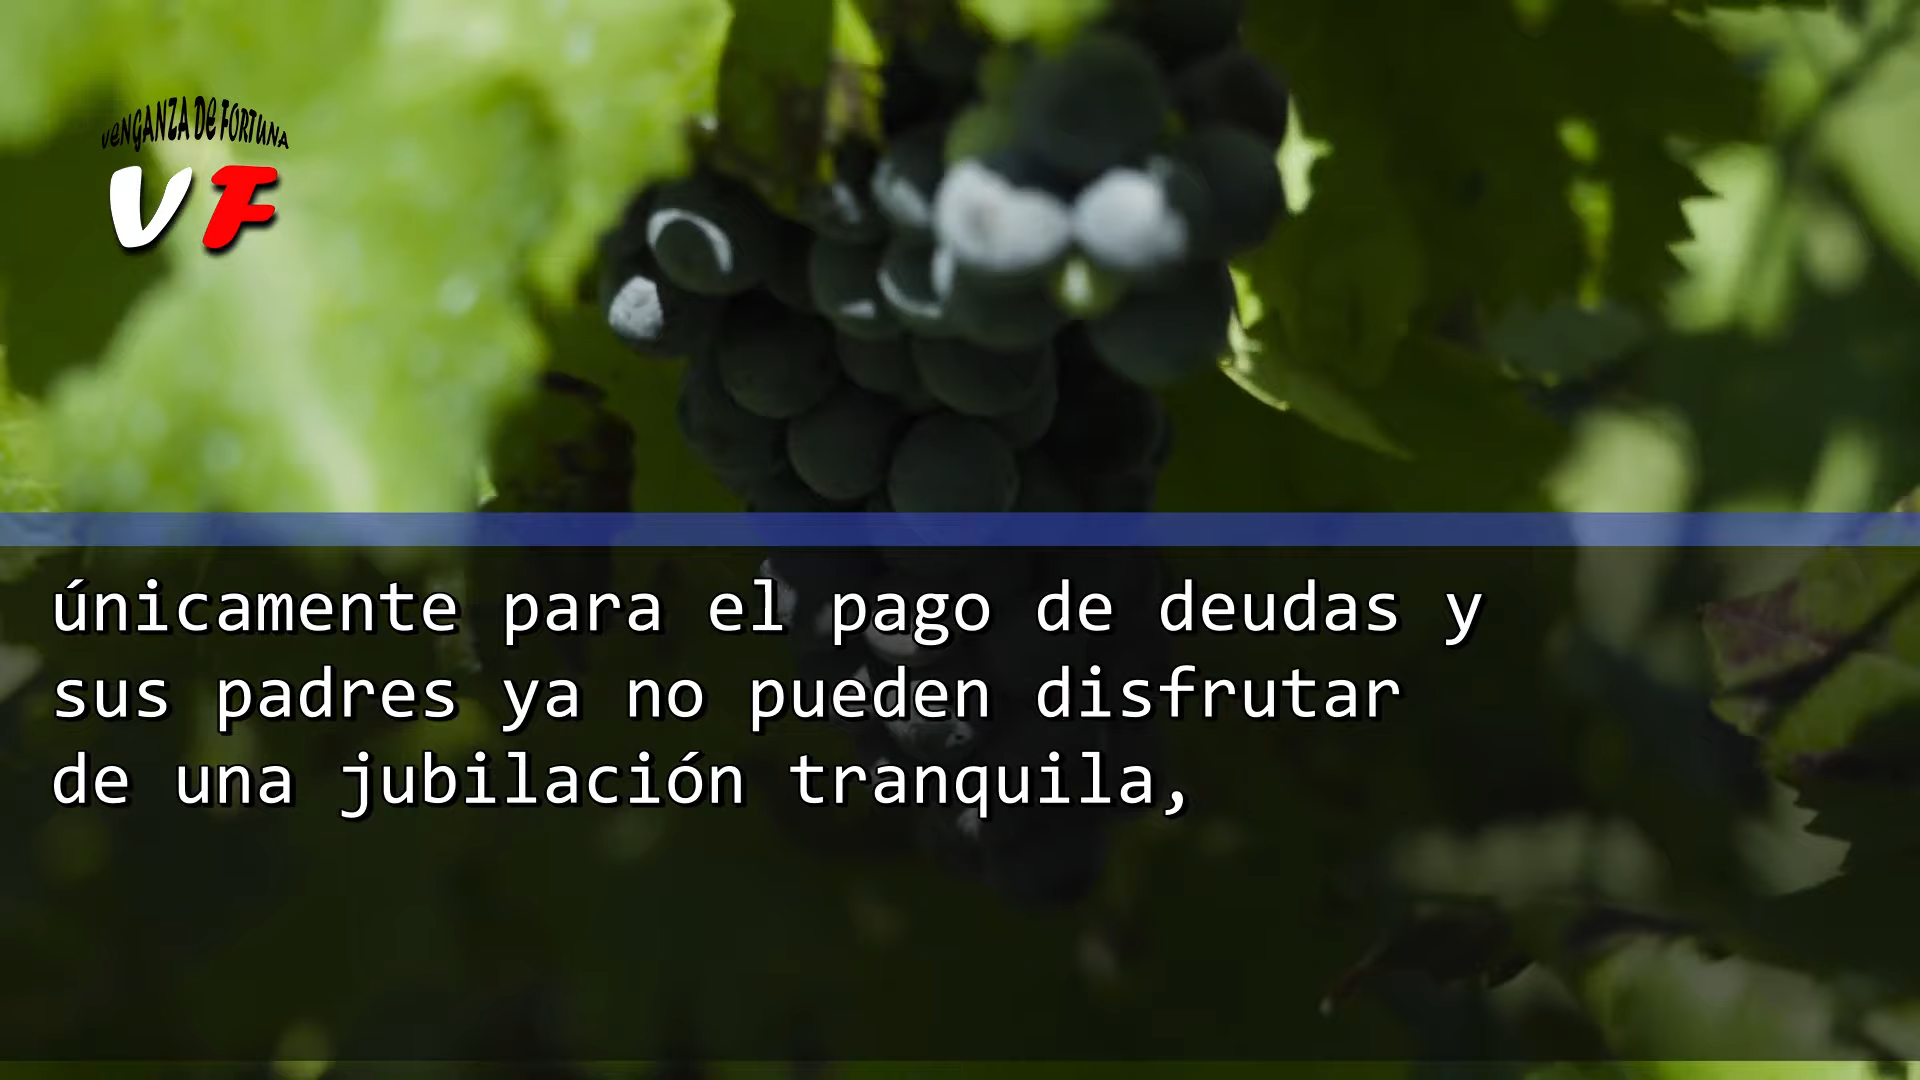 VENGANZA DE FORTUNA
VF
únicamente para el pago de deudas y
sus padres ya no pueden disfrutar
de una jubilación tranquila,